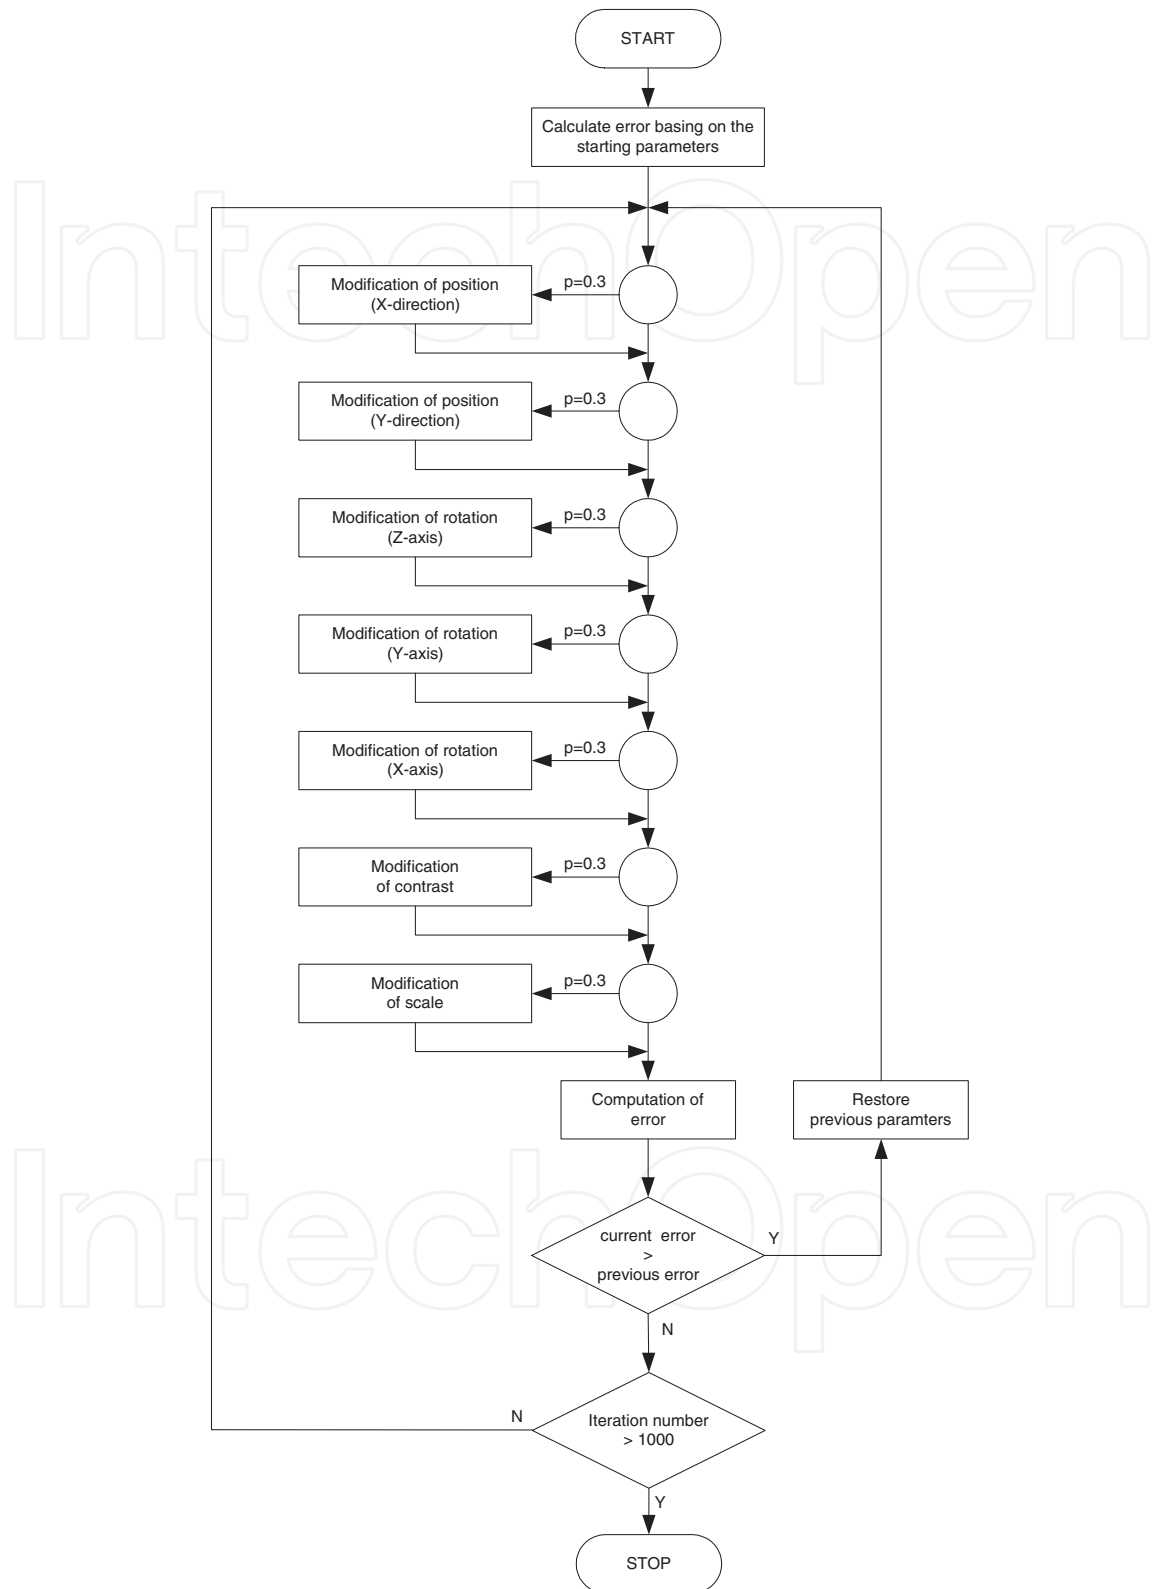 START
Calculate error basing on the
starting parameters
IntechOpen
p=0.3
Modification of position
(X-direction)
p=0.3
Modification of position
(Y-direction)
p=0.3
Modification of rotation
(Z-axis)
p=0.3
Modification of rotation
(Y-axis)
p=0.3
Modification of rotation
(X-axis)
p=0.3
Modification
of contrast
p=0.3
Modification
of scale
Computation of
error
Restore
previous paramters
IntechOpen
current error
>
previous error
Y
N
Iteration number
> 1000
N
Y
STOP